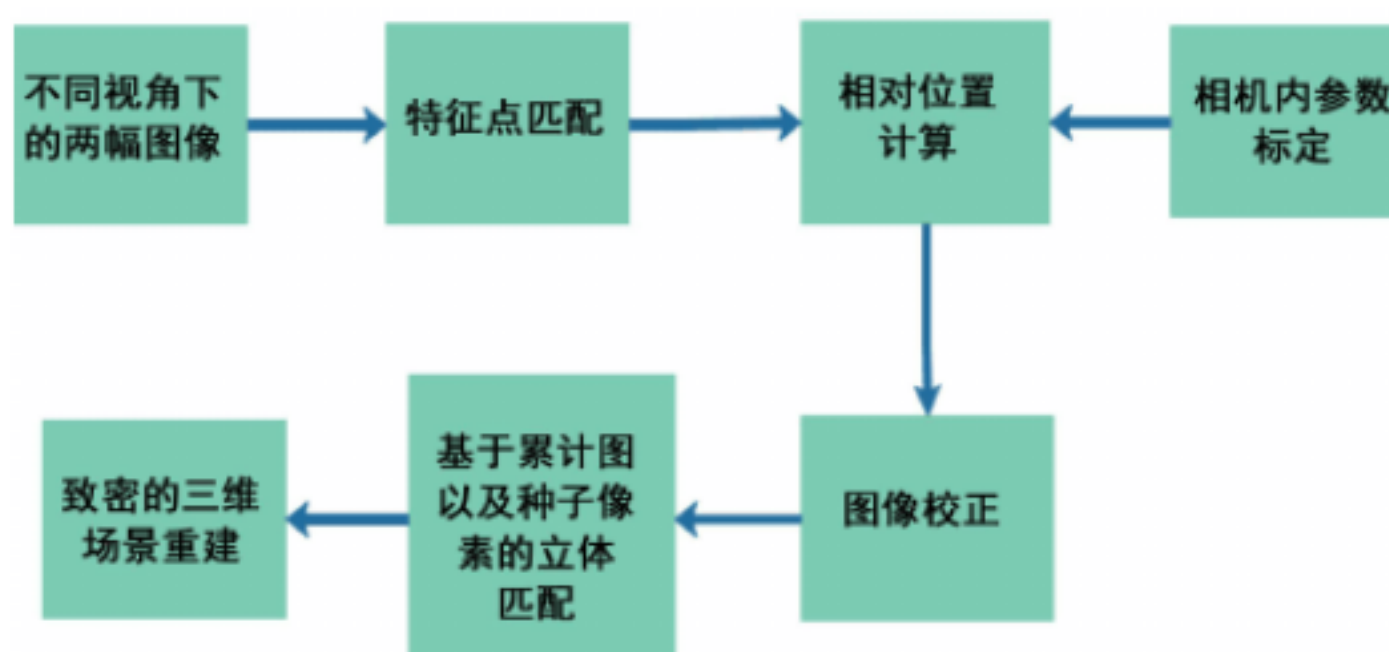 不同视角下
的两幅图像
特征点匹配
相对位置
计算
相机内参数
标定
图像校正
基于累计图
以及种子像
素的立体
匹配
致密的三维
场景重建